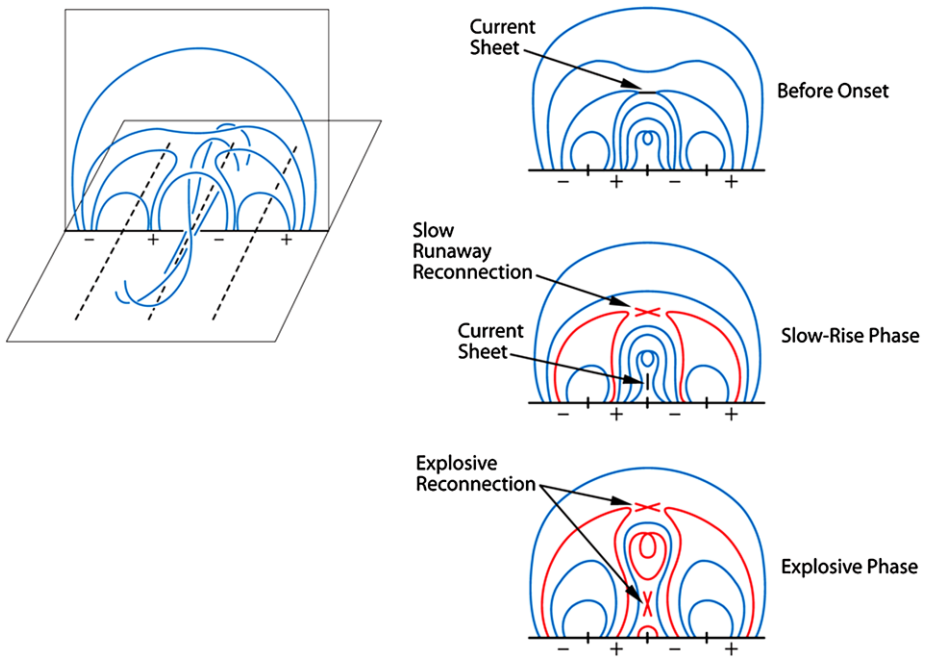 - + - +
Current
Sheet
Before Onset
- + - +
Slow
Runaway
Reconnection
Current
Sheet
Slow-Rise Phase
- + - +
Explosive
Reconnection
Explosive Phase
- + - +